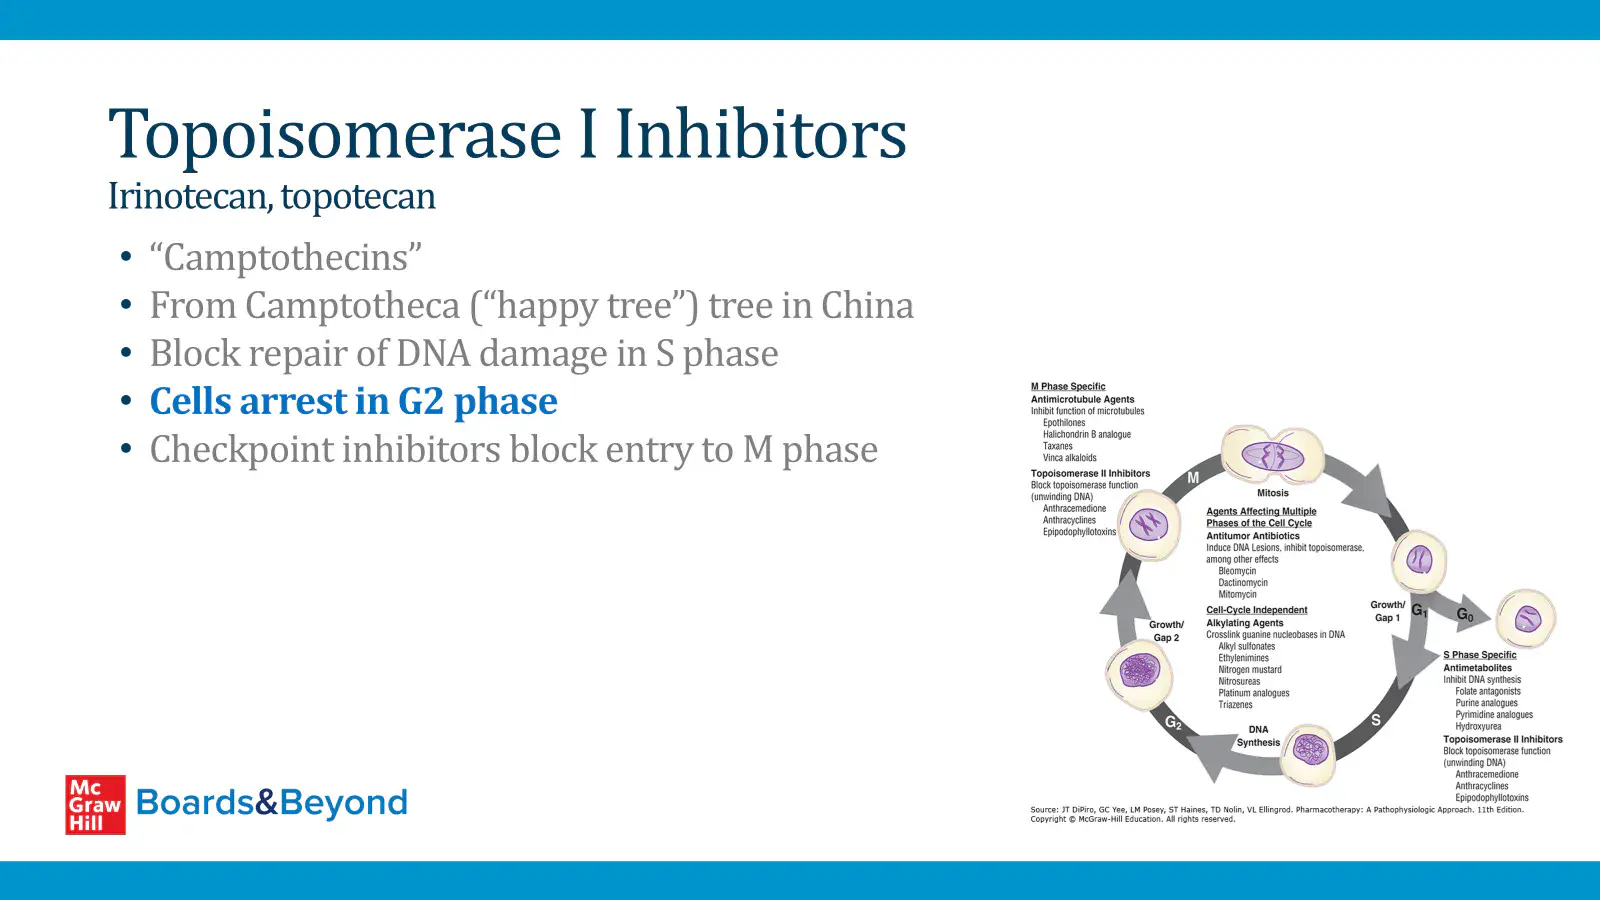 Topoisomerase I Inhibitors
Irinotecan, topotecan
• “Camptothecins”
• From Camptotheca (“happy tree”) tree in China
• Block repair of DNA damage in S phase
• Cells arrest in G2 phase
• Checkpoint inhibitors block entry to M phase
M Phase Specific
Antimicrotubule Agents
Inhibit function of microtubules
Epothilones
Halichondrin B analogue
Taxanes
Vinca alkaloids
Topoisomerase II Inhibitors
Block topoisomerase function
(unwinding DNA)
Anthracemedione
Anthracyclines
Epipodophyllotoxins
M
Mitosis
Agents Affecting Multiple
Phases of the Cell Cycle
Antitumor Antibiotics
Induce DNA Lesions, inhibit topoisomerase,
among other effects
Bleomycin
Dactinomycin
Mitomycin
Cell-Cycle Independent
Alkylating Agents
Crosslink guanine nucleobases in DNA
Alkyl sulfonates
Ethylenimines
Nitrogen mustard
Nitrosureas
Platinum analogues
Triazenes
Growth/
Gap 1
G1
G0
Growth/
Gap 2
G2
DNA
Synthesis
S
S Phase Specific
Antimetabolites
Inhibit DNA synthesis
Folate antagonists
Purine analogues
Pyrimidine analogues
Hydroxyurea
Topoisomerase II Inhibitors
Block topoisomerase function
(unwinding DNA)
Anthracemedione
Anthracyclines
Epipodophyllotoxins
Source: JT DiPiro, GC Yee, LM Posey, ST Haines, TD Nolin, VL Ellingrod. Pharmacotherapy: A Pathophysiologic Approach. 11th Edition.
Copyright © McGraw-Hill Education. All rights reserved.
Mc
Graw
Hill
Boards&Beyond